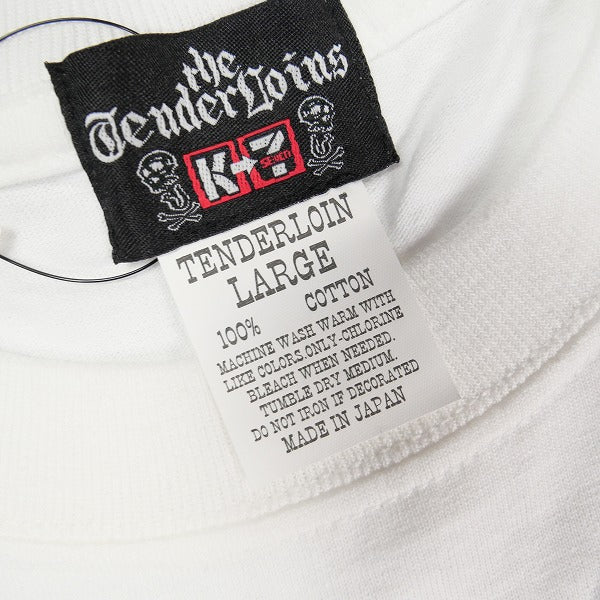 the
TenderLoins
K-7
SEVEN
TENDERLOIN
LARGE
100% COTTON
MACHINE WASH WARM WITH
LIKE COLORS.ONLY-CHLORINE
BLEACH WHEN NEEDED.
TUMBLE DRY MEDIUM.
DO NOT IRON IF DECORATED
MADE IN JAPAN